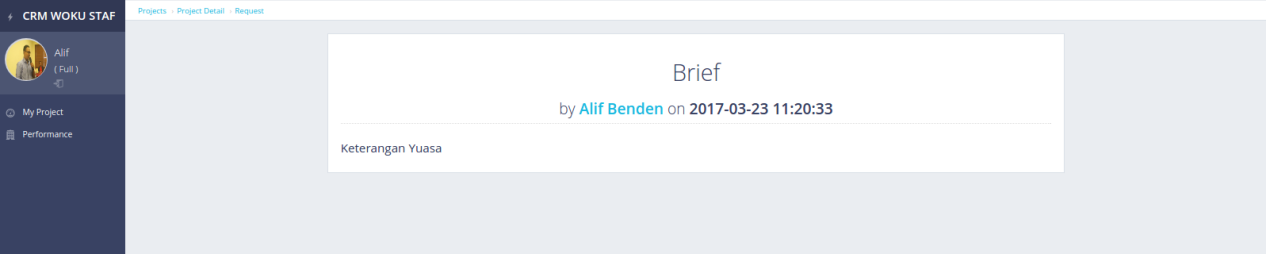 CRM WOKU STAF
Alif
( Full )
My Project
Performance
Projects › Project Detail › Request
Brief
by Alif Benden on 2017-03-23 11:20:33
Keterangan Yuasa